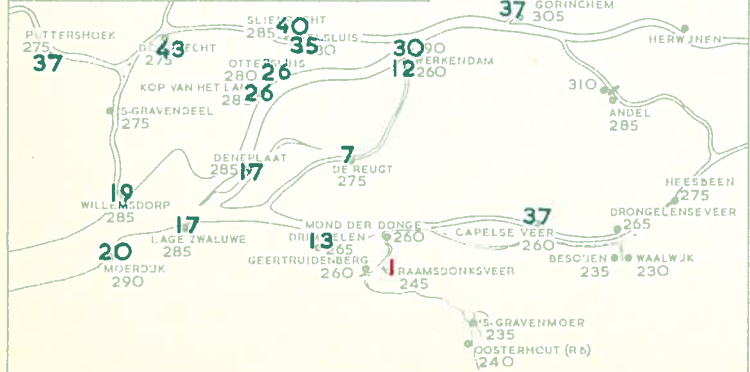 37 GORINCHEM
305
SLIEDRECHT
285 40
35
PUTTERSHOEK
275
37
43
275
30
HERWIJNEN
WERKENDAM
12 260
OTTERSLUIS
280 26
KOP VAN HET
26
310
ANDEL
285
'S-GRAVENDEEL
275
DENEPLAAT
285 17
7
DE REUGT
275
HEESBEEN
275
19
WILLEMSDORP
285
17
LAGE ZWALUWE
285
MOND DER DONGE
260
13
265
37
CAPELSE VEER
260
DRONGELENSEVEER
265
20
MOERDIJK
290
GEERTRUIDENBERG
260
1
RAAMSDONKSVEER
245
BESOIJEN
235
WAALWIJK
230
'S-GRAVENMOER
235
OOSTERHOUT (RB)
240